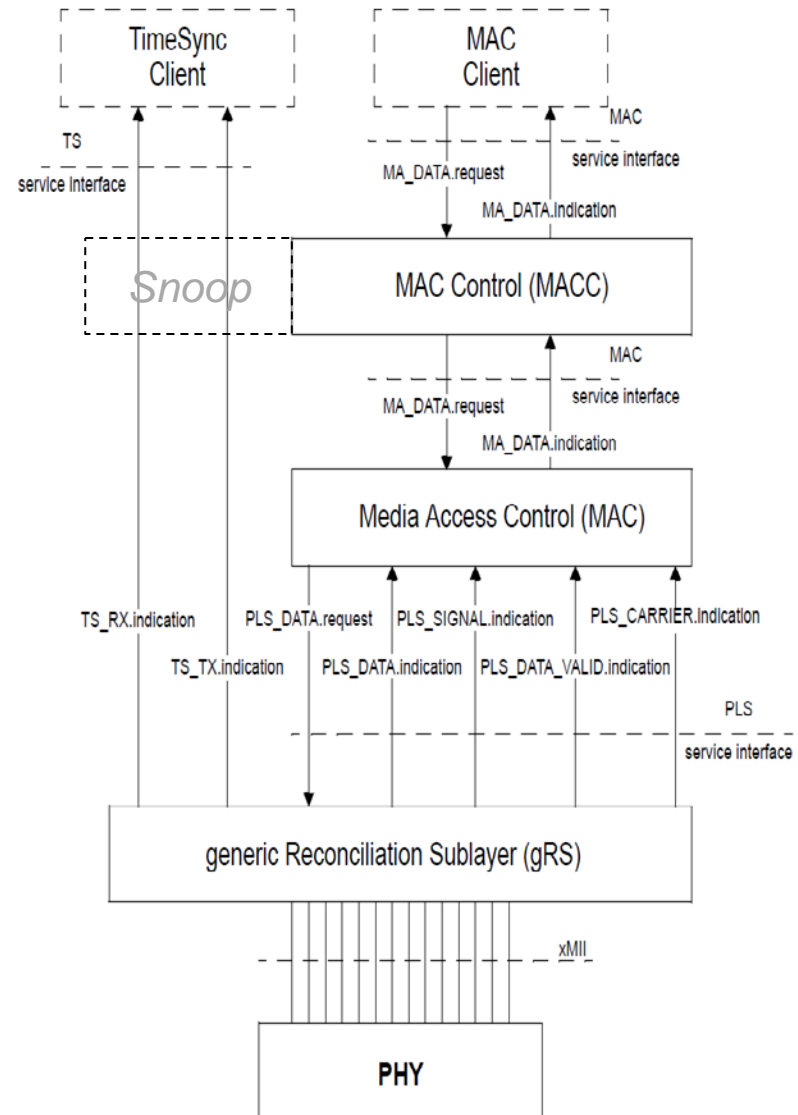 TimeSync
Client
MAC
Client
TS
service interface
MAC
service interface
MA_DATA.request
MA_DATA.indication
Snoop
MAC Control (MACC)
MAC
service interface
MA_DATA.request
MA_DATA.indication
Media Access Control (MAC)
TS_RX.indication
PLS_DATA.request
PLS_SIGNAL.indication
PLS_CARRIER.indication
TS_TX.indication
PLS_DATA.indication
PLS_DATA_VALID.indication
PLS
service interface
generic Reconciliation Sublayer (gRS)
xMII
PHY